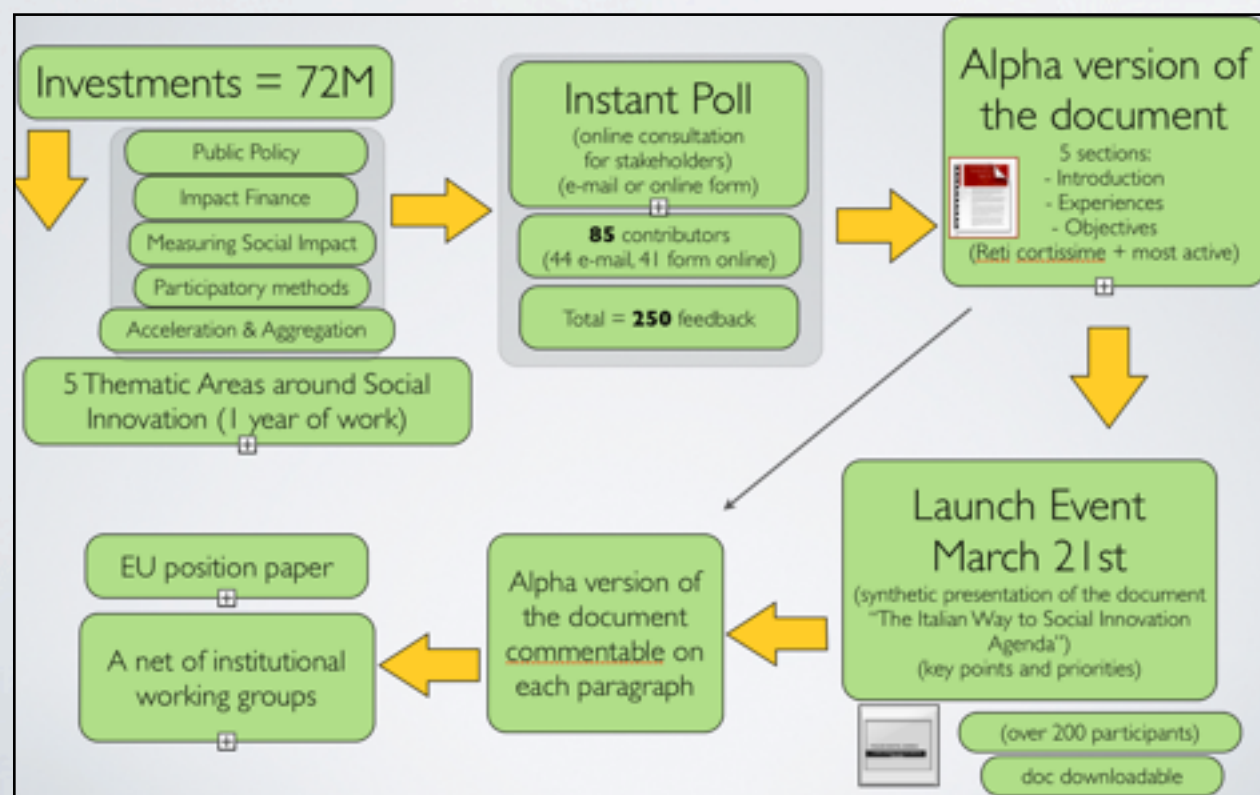 Investments = 72M
Public Policy
Impact Finance
Measuring Social Impact
Participatory methods
Acceleration & Aggregation
5 Thematic Areas around Social
Innovation (1 year of work)
Instant Poll
(online consultation
for stakeholders)
(e-mail or online form)
85 contributors
(44 e-mail, 41 form online)
Total = 250 feedback
Alpha version of
the document
5 sections:
- Introduction
- Experiences
- Objectives
(Reti cortissime + most active)
Launch Event
March 21st
(synthetic presentation of the document
"The Italian Way to Social Innovation
Agenda")
(key points and priorities)
(over 200 participants)
doc downloadable
Alpha version of
the document
commentable on
each paragraph
EU position paper
A net of institutional
working groups